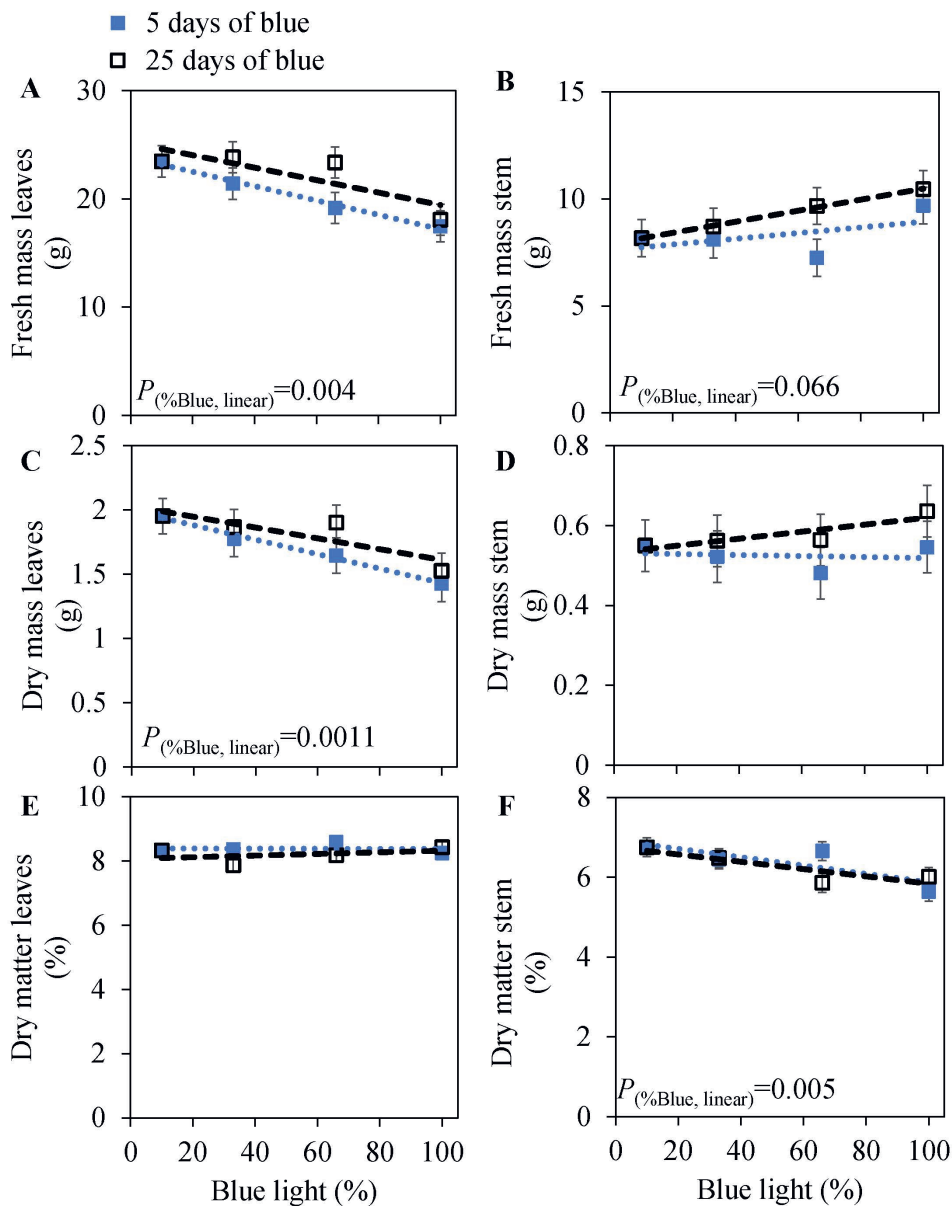 5 days of blue
25 days of blue
A
30
20
10
0
Fresh mass leaves
(g)
P(%Blue, linear)=0.004
B
15
10
5
0
Fresh mass stem
(g)
P(%Blue, linear)=0.066
C
2.5
2
1.5
1
0.5
0
Dry mass leaves
(g)
P(%Blue, linear)=0.0011
D
0.8
0.6
0.4
0.2
0
Dry mass stem
(g)
E
10
8
6
4
2
0
Dry matter leaves
(%)
0 20 40 60 80 100
Blue light (%)
F
8
6
4
2
0
Dry matter stem
(%)
P(%Blue, linear)=0.005
0 20 40 60 80 100
Blue light (%)